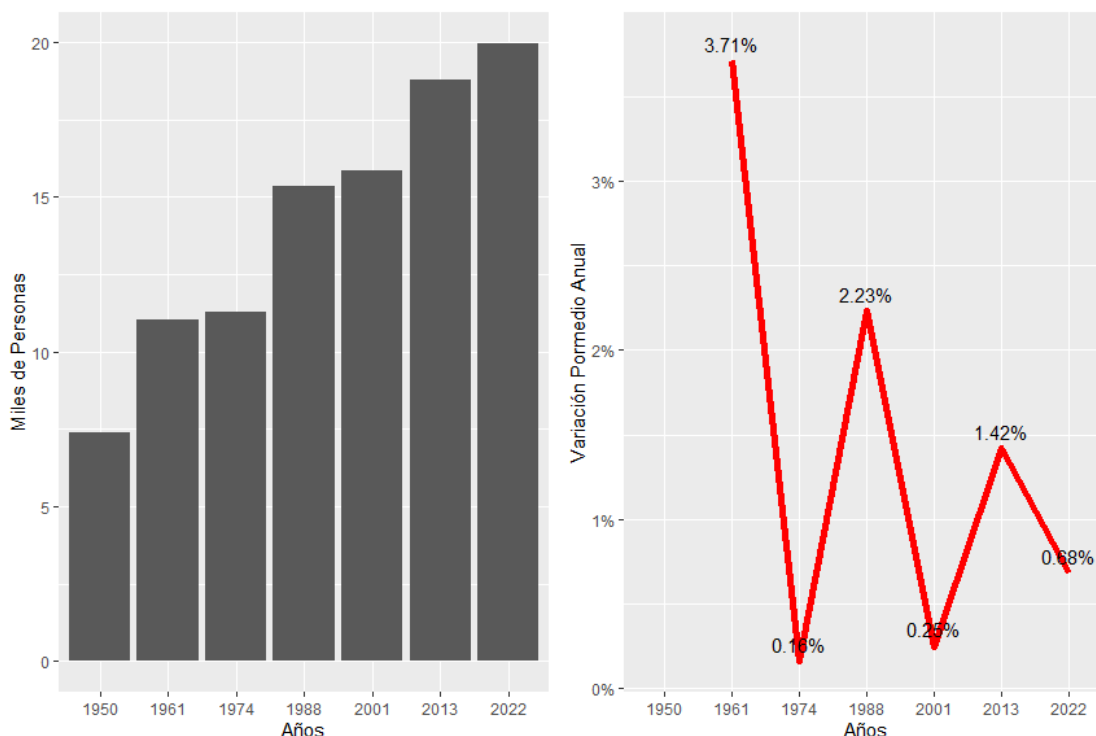 20
15
10
5
0
Miles de Personas
1950 1961 1974 1988 2001 2013 2022
Años
3%
2%
1%
0%
Variación Pormedio Anual
3.71%
0.16%
2.23%
0.25%
1.42%
0.68%
1950 1961 1974 1988 2001 2013 2022
Años